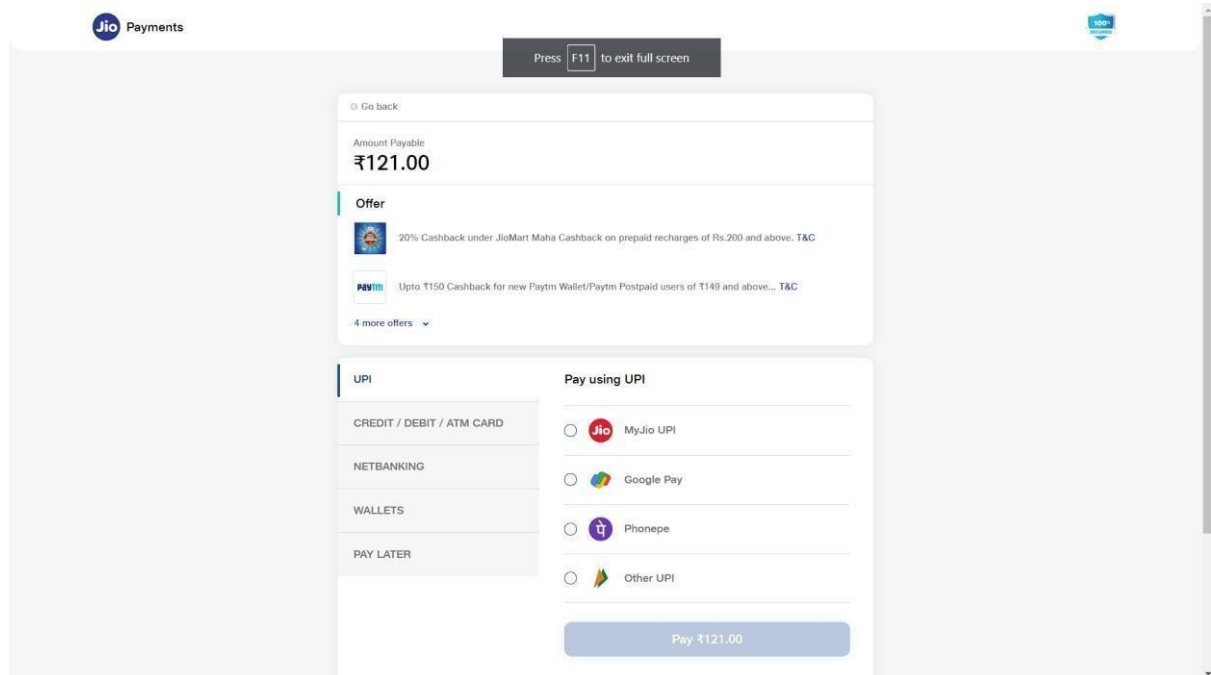 Jio Payments
100%
SECURED
Press F11 to exit full screen
Go back
Amount Payable
₹121.00
Offer
20% Cashback under JioMart Maha Cashback on prepaid recharges of Rs.200 and above. T&C
Paytm Upto ₹150 Cashback for new Paytm Wallet/Paytm Postpaid users of ₹149 and above... T&C
4 more offers
UPI
Pay using UPI
CREDIT / DEBIT / ATM CARD
Jio MyJio UPI
NETBANKING
Google Pay
WALLETS
पे Phonepe
PAY LATER
Other UPI
Pay ₹121.00